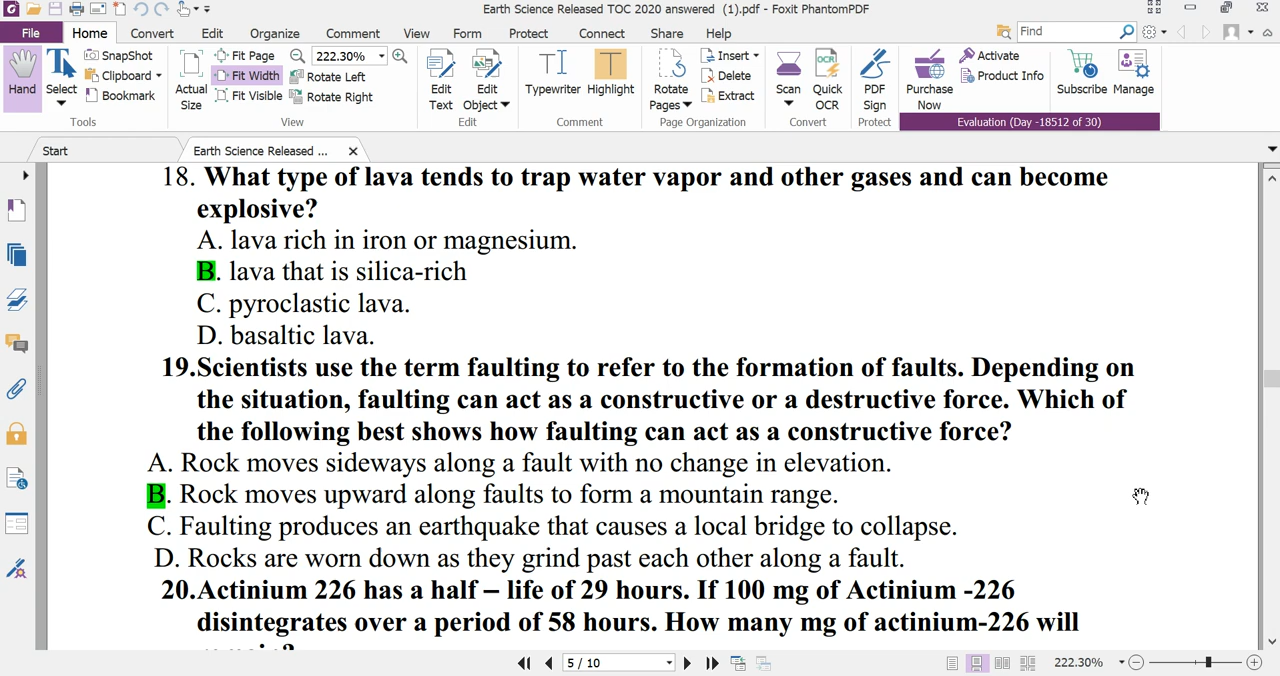 Earth Science Released TOC 2020 answered (1).pdf - Foxit PhantomPDF
File Home Convert Edit Organize Comment View Form Protect Connect Share Help Find
Hand Select SnapShot Clipboard Bookmark Actual Size Fit Page Fit Width Fit Visible 222.30% Rotate Left Rotate Right Edit Text Edit Object Typewriter Highlight Rotate Pages Insert Delete Extract Scan Quick OCR PDF Sign Purchase Now Activate Product Info Subscribe Manage
Tools View Edit Comment Page Organization Convert Protect Evaluation (Day -18512 of 30)
Start Earth Science Released ...
18. What type of lava tends to trap water vapor and other gases and can become
explosive?
A. lava rich in iron or magnesium.
B. lava that is silica-rich
C. pyroclastic lava.
D. basaltic lava.
19.Scientists use the term faulting to refer to the formation of faults. Depending on
the situation, faulting can act as a constructive or a destructive force. Which of
the following best shows how faulting can act as a constructive force?
A. Rock moves sideways along a fault with no change in elevation.
B. Rock moves upward along faults to form a mountain range.
C. Faulting produces an earthquake that causes a local bridge to collapse.
D. Rocks are worn down as they grind past each other along a fault.
20.Actinium 226 has a half – life of 29 hours. If 100 mg of Actinium -226
disintegrates over a period of 58 hours. How many mg of actinium-226 will
5 / 10 222.30%